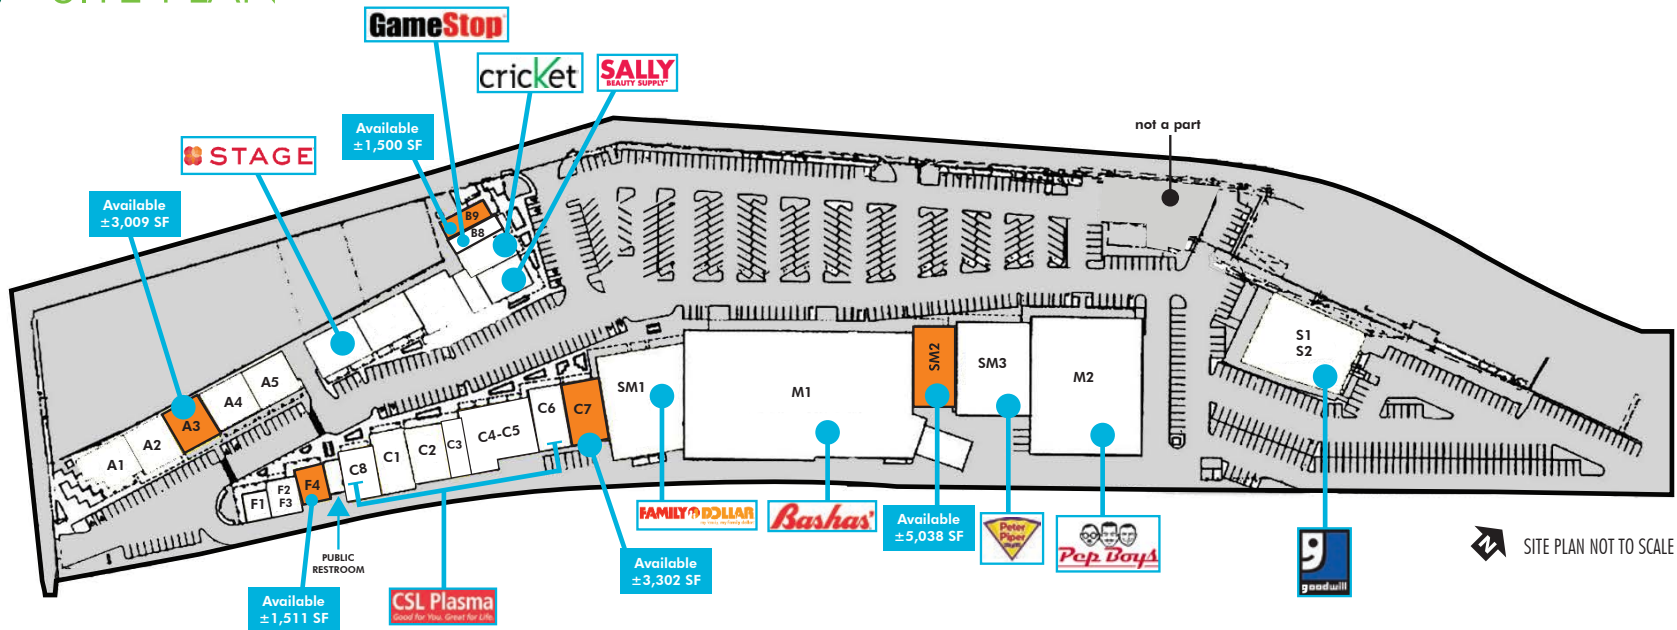 SITE PLAN
GameStop
cricket
SALLY
BEAUTY SUPPLY
STAGE
Available
±1,500 SF
not a part
Available
±3,009 SF
B9
B8
A5
A4
A3
A2
A1
S1
S2
SM1
M1
SM2
SM3
M2
C7
C6
C4-C5
C3
C2
C1
C8
F4
F2
F3
F1
PUBLIC
RESTROOM
FAMILY DOLLAR
Bashas'
Available
±5,038 SF
Peter
Piper
Pep Boys
goodwill
N
SITE PLAN NOT TO SCALE
Available
±3,302 SF
CSL Plasma
Good for You. Great for Life.
Available
±1,511 SF